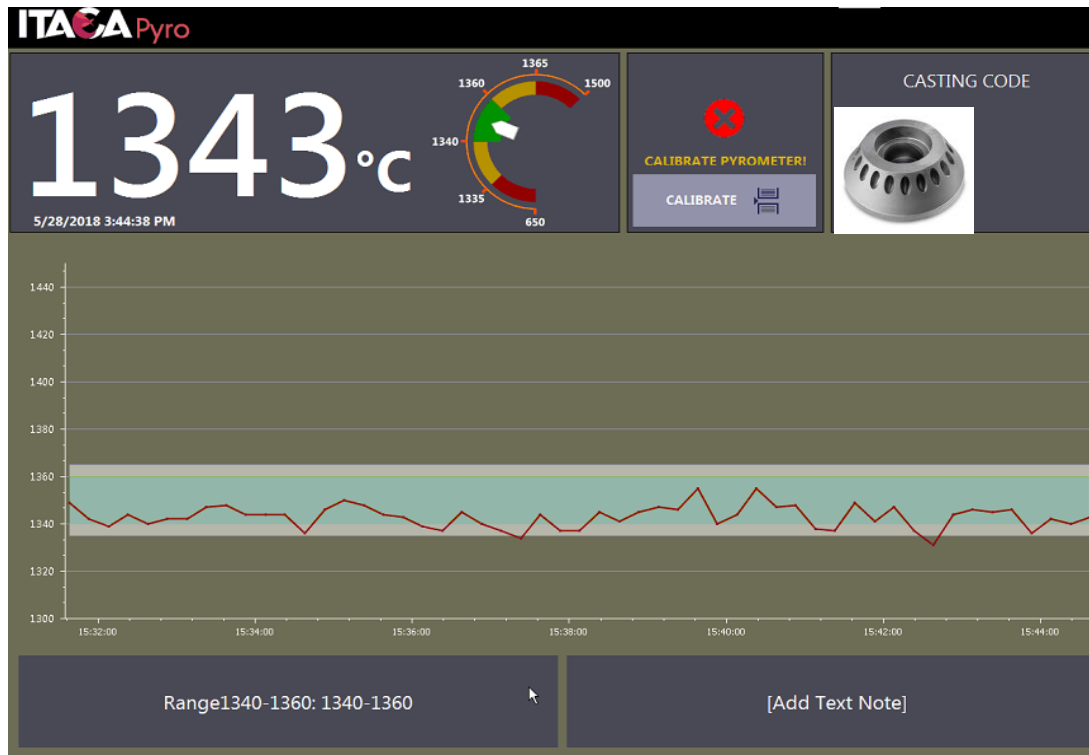 ITACA Pyro
1343 °C
5/28/2018 3:44:38 PM
1365
1360
1500
1340
1335
650
CALIBRATE PYROMETER!
CALIBRATE
CASTING CODE
1440
1420
1400
1380
1360
1340
1320
1300
15:32:00 15:34:00 15:36:00 15:38:00 15:40:00 15:42:00 15:44:00
Range1340-1360: 1340-1360
[Add Text Note]